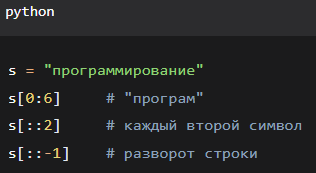 python
s = "программирование"
s[0:6] # "програм"
s[::2] # каждый второй символ
s[::-1] # разворот строки